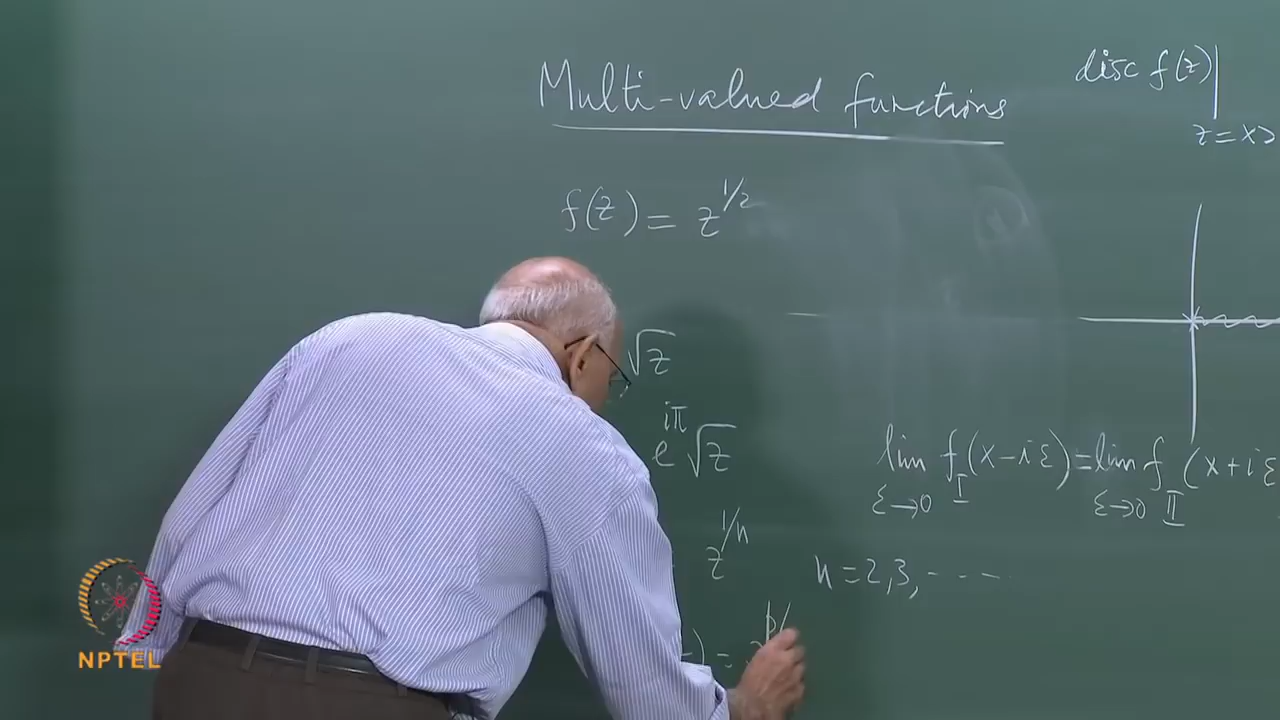 Multi-valued functions
disc f(z)|
z = x>
f(z) = z^{1/2}
√z
e^{iπ} √z
lim f_I (x-iε) = lim f_II (x+iε
ε→0 ε→0
z^{1/n} n = 2,3,----
) = z^{p/
NPTEL